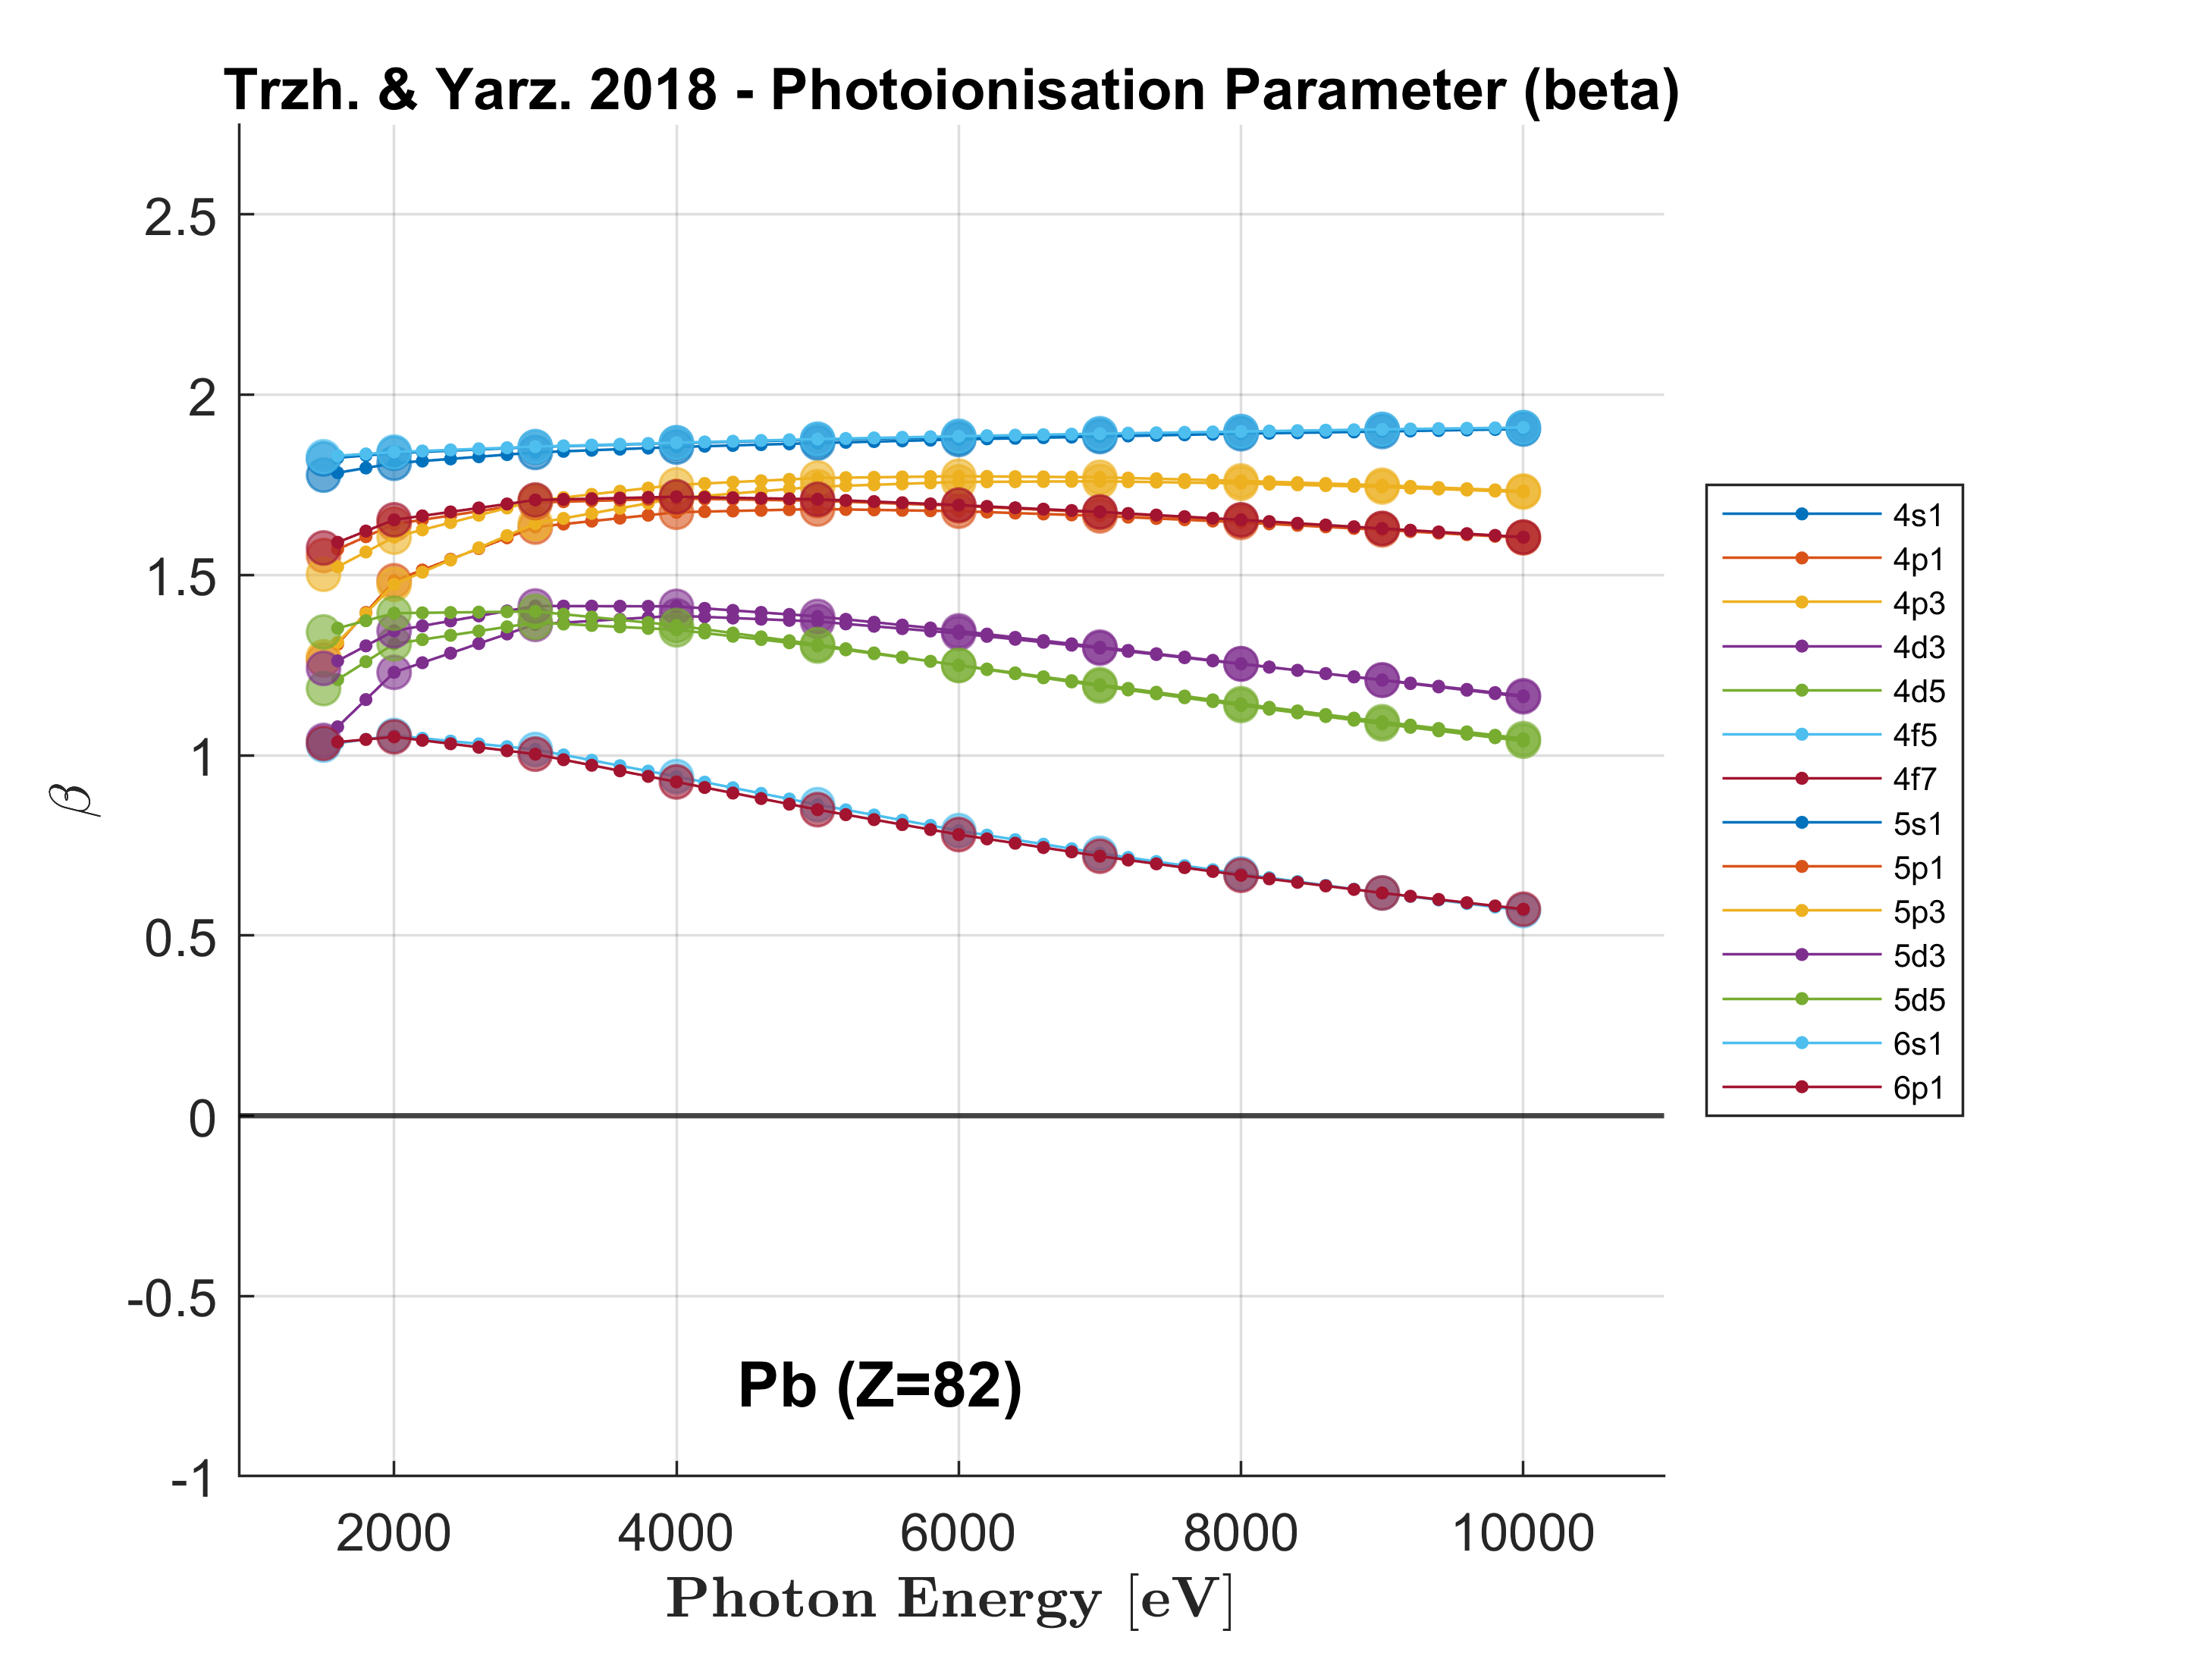 Trzh. & Yarz. 2018 - Photoionisation Parameter (beta)
2.5
2
1.5
1
0.5
0
-0.5
-1
β
2000 4000 6000 8000 10000
Photon Energy [eV]
Pb (Z=82)
4s1
4p1
4p3
4d3
4d5
4f5
4f7
5s1
5p1
5p3
5d3
5d5
6s1
6p1